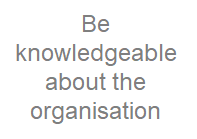 Be
knowledgeable
about the
organisation